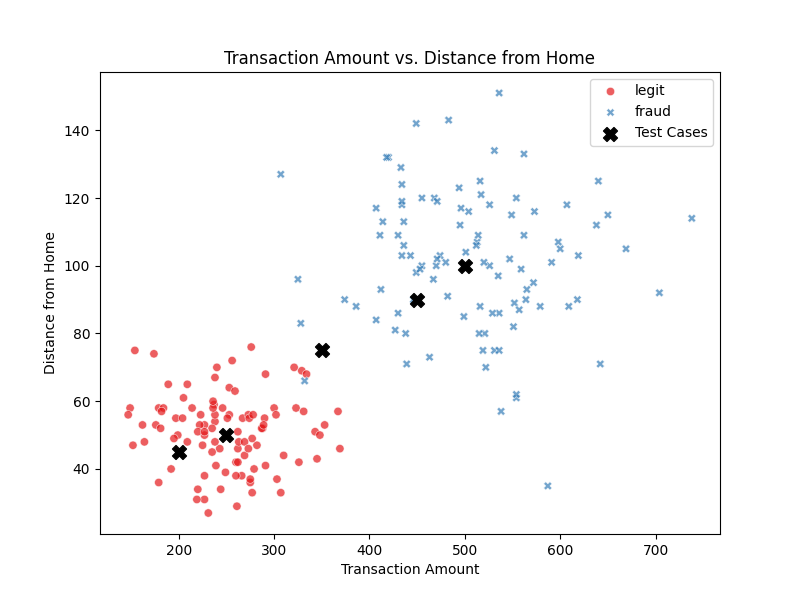 Transaction Amount vs. Distance from Home
legit
fraud
Test Cases
140
120
100
80
60
40
Distance from Home
200 300 400 500 600 700
Transaction Amount